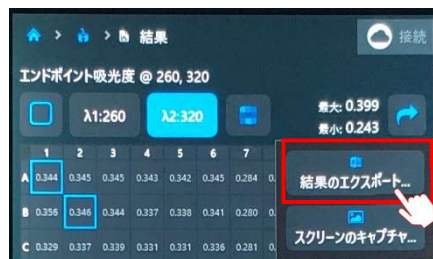 > > 結果 接続
エンドポイント吸光度 @ 260, 320
λ1:260 λ2:320 最大: 0.399
最小: 0.243
1 2 3 4 5 6 7
A 0.344 0.345 0.345 0.343 0.342 0.345 0.284 0.
B 0.356 0.346 0.344 0.337 0.338 0.341 0.280 0.
C 0.329 0.337 0.339 0.331 0.331 0.336 0.281 0.
結果のエクスポート...
スクリーンのキャプチャ...